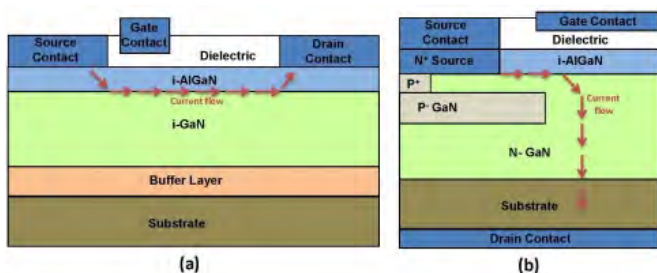 Source
Contact
Gate
Contact
Dielectric
Drain
Contact
i-AlGaN
Current flow
i-GaN
Buffer Layer
Substrate
(a)
Source
Contact
Gate Contact
Dielectric
N⁺ Source
i-AlGaN
P⁺
P⁻ GaN
Current
flow
N- GaN
Substrate
Drain Contact
(b)